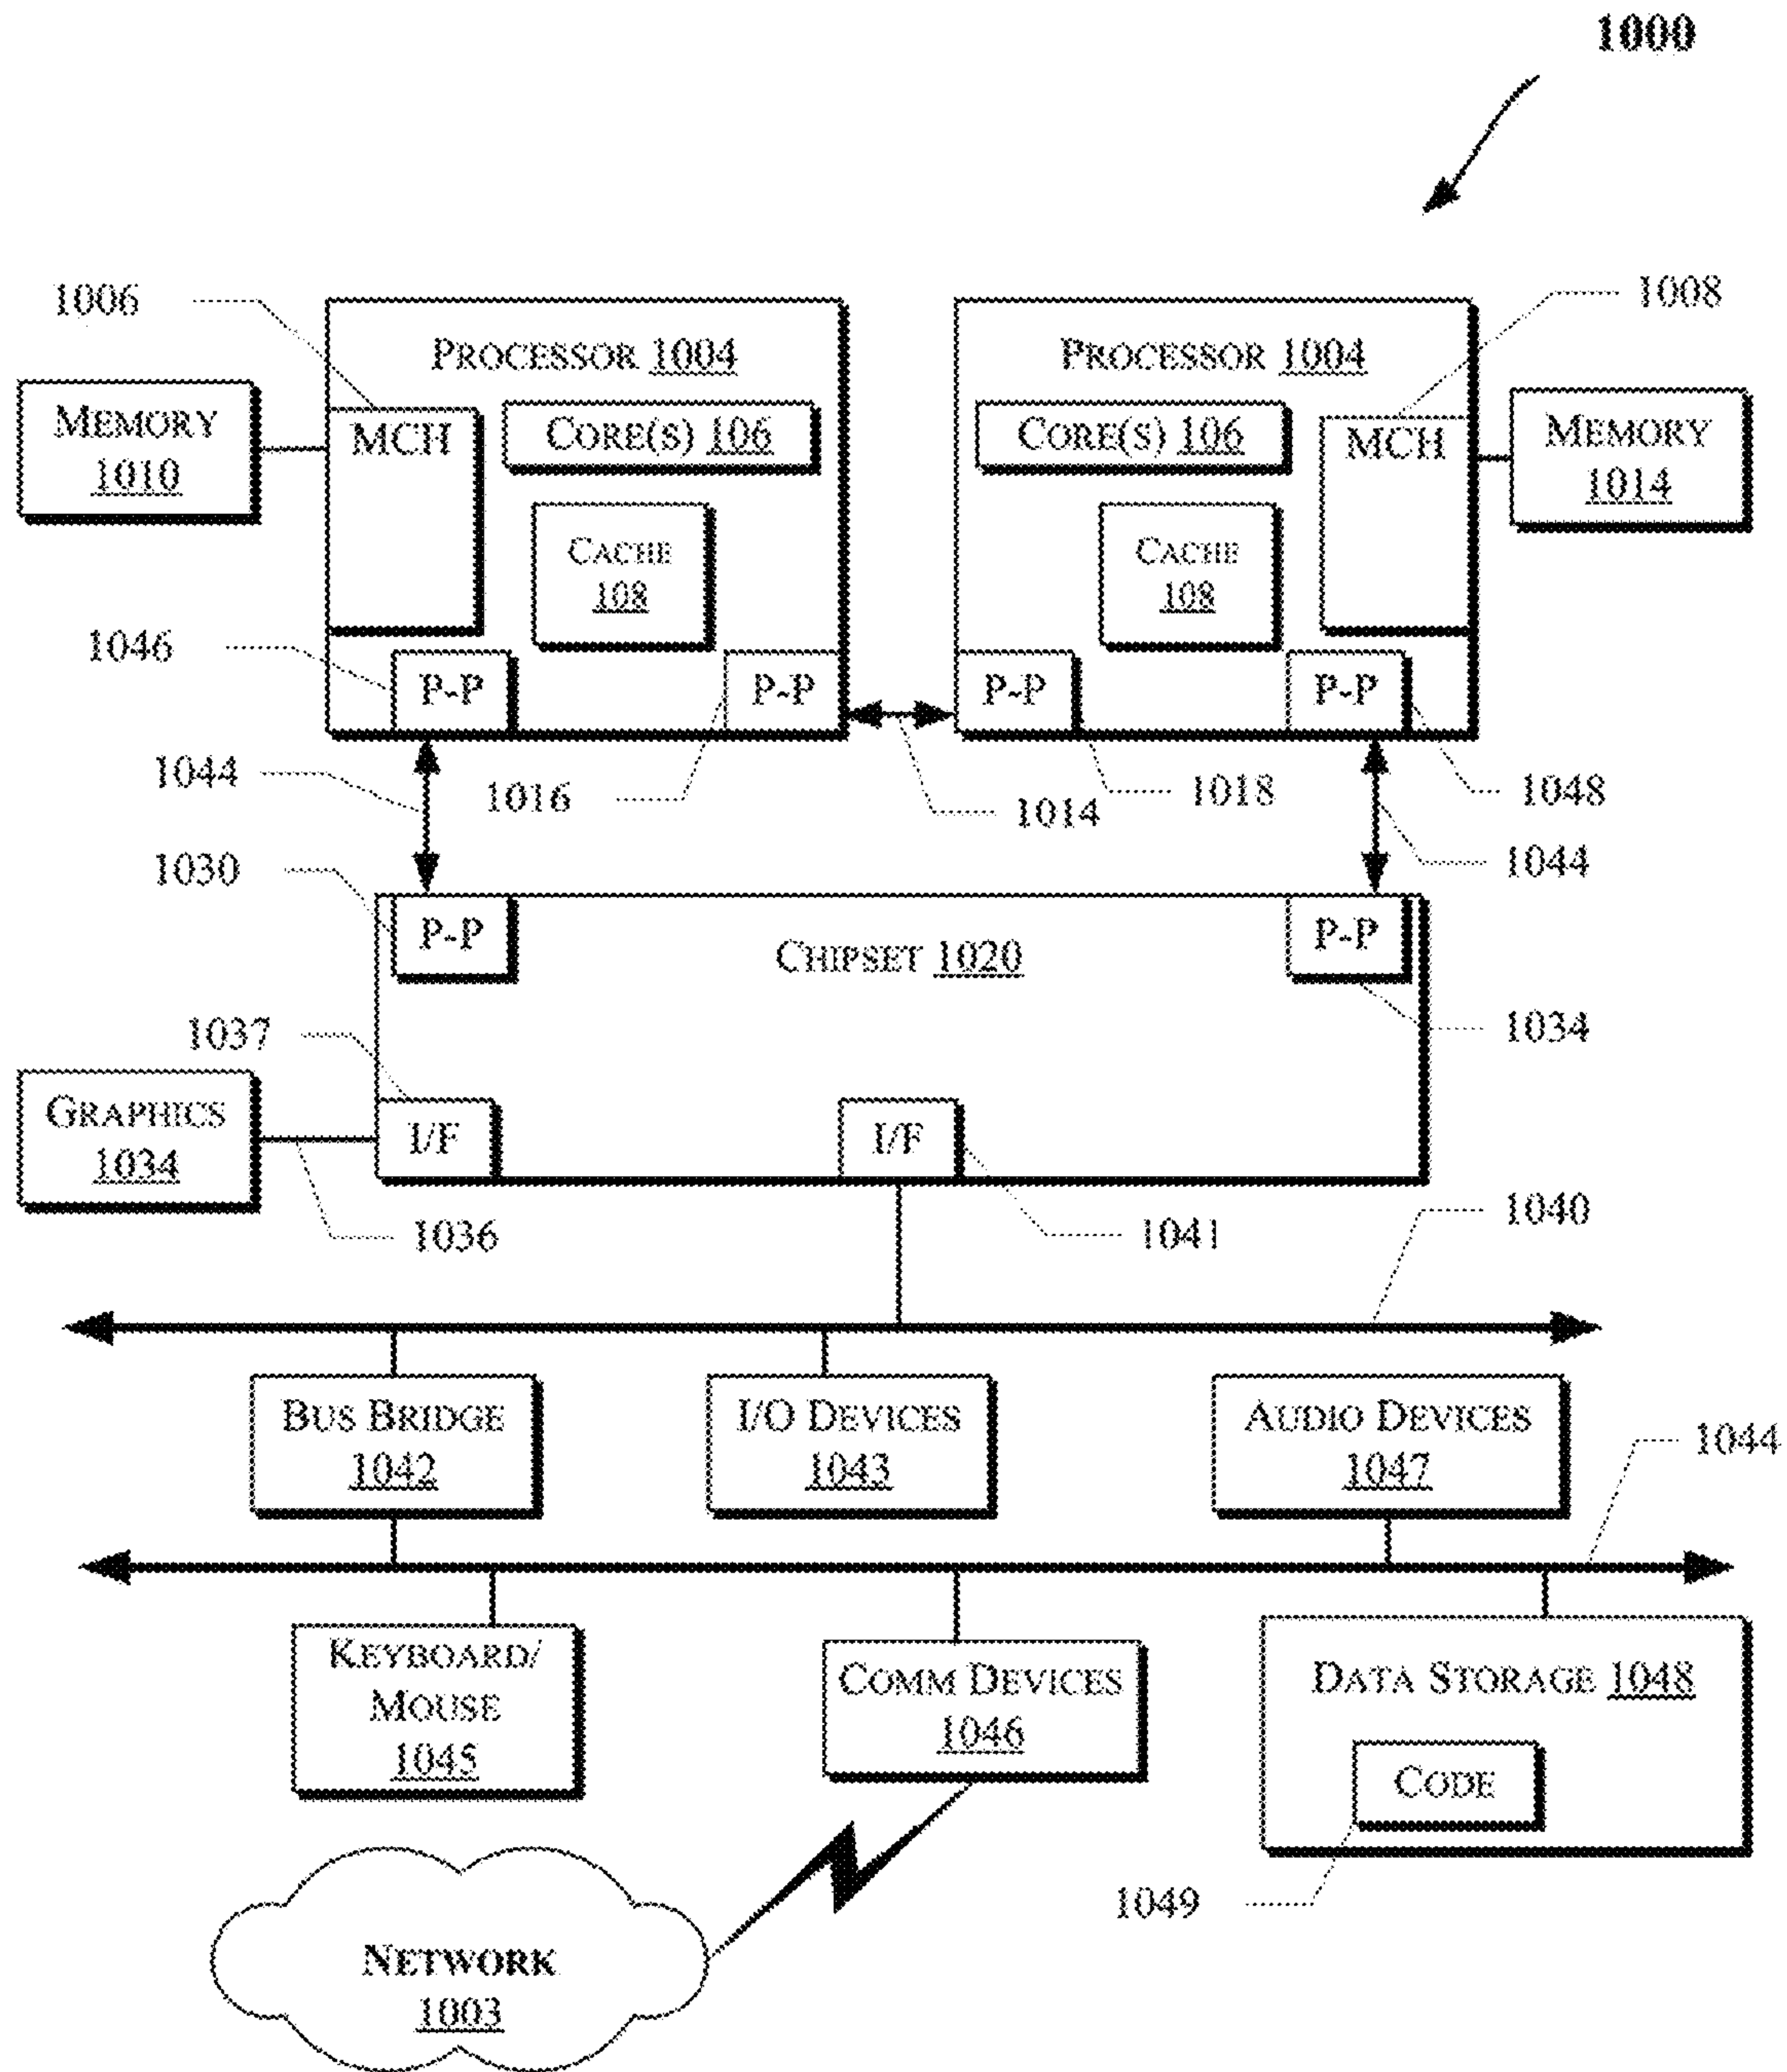 1000
1006
1008
PROCESSOR 1004
PROCESSOR 1004
MEMORY
1010
MCH
CORE(S) 106
CORE(S) 106
MCH
MEMORY
1014
CACHE
108
CACHE
108
1046
P-P
P-P
P-P
P-P
1044
1016
1014
1018
1048
1044
1030
P-P
CHIPSET 1020
P-P
1034
1037
GRAPHICS
1034
I/F
I/F
1036
1041
1040
BUS BRIDGE
1042
I/O DEVICES
1043
AUDIO DEVICES
1047
1044
KEYBOARD/
MOUSE
1045
COMM DEVICES
1046
DATA STORAGE 1048
CODE
1049
NETWORK
1003